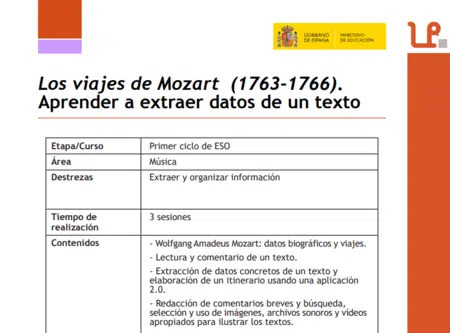 GOBIERNO
DE ESPAÑA
MINISTERIO
DE EDUCACIÓN
Los viajes de Mozart (1763-1766).
Aprender a extraer datos de un texto
Etapa/Curso Primer ciclo de ESO
Área Música
Destrezas Extraer y organizar información
Tiempo de
realización 3 sesiones
Contenidos - Wolfgang Amadeus Mozart: datos biográficos y viajes.
- Lectura y comentario de un texto.
- Extracción de datos concretos de un texto y
elaboración de un itinerario usando una aplicación
2.0.
- Redacción de comentarios breves y búsqueda,
selección y uso de imágenes, archivos sonoros y vídeos
apropiados para ilustrar los textos.